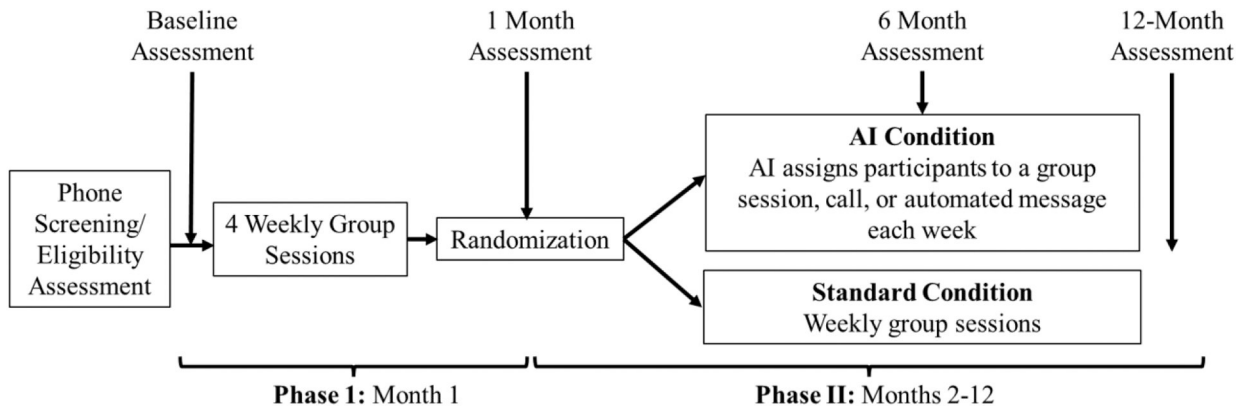 Baseline
Assessment
1 Month
Assessment
6 Month
Assessment
12-Month
Assessment
Phone
Screening/
Eligibility
Assessment
4 Weekly Group
Sessions
Randomization
AI Condition
AI assigns participants to a group
session, call, or automated message
each week
Standard Condition
Weekly group sessions
Phase 1: Month 1
Phase II: Months 2-12